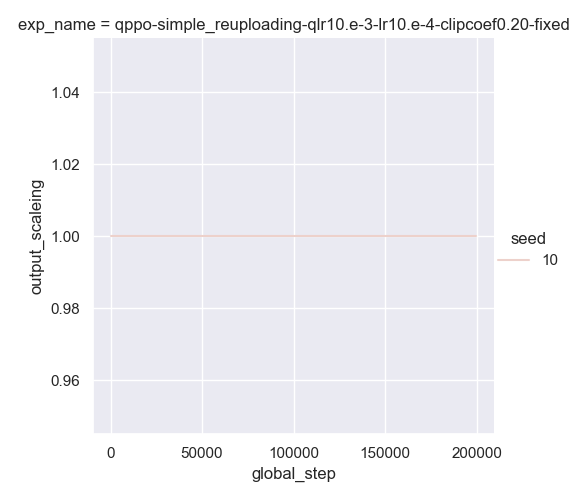 exp_name = qppo-simple_reuploading-qlr10.e-3-lr10.e-4-clipcoef0.20-fixed
1.04
1.02
1.00
0.98
0.96
output_scaleing
seed
10
0
50000
100000
150000
200000
global_step